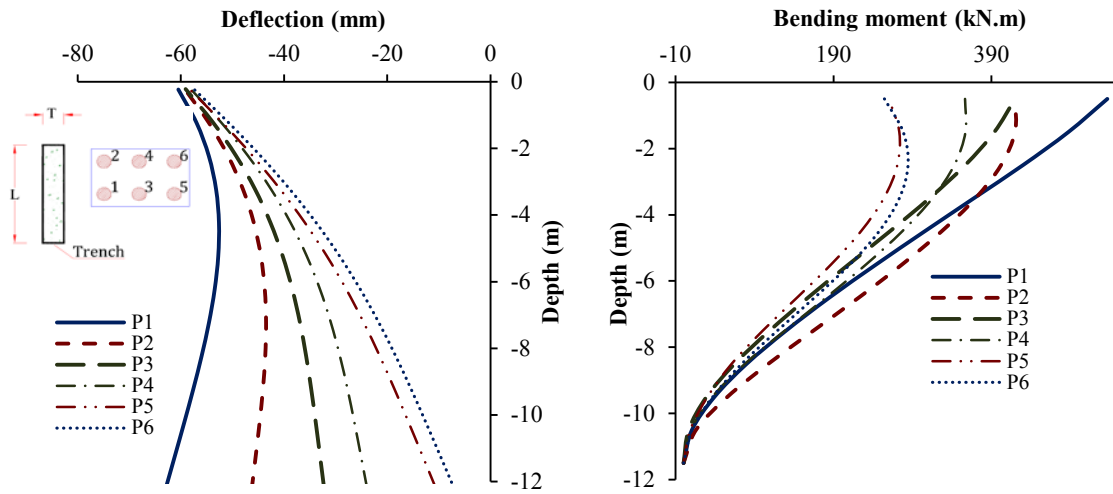 Deflection (mm)
-80 -60 -40 -20 0
0
-2
-4
-6
-8
-10
-12
Depth (m)
T
L
Trench
2 4 6
1 3 5
P1
P2
P3
P4
P5
P6
Bending moment (kN.m)
-10 190 390
0
-2
-4
-6
-8
-10
-12
Depth (m)
P1
P2
P3
P4
P5
P6